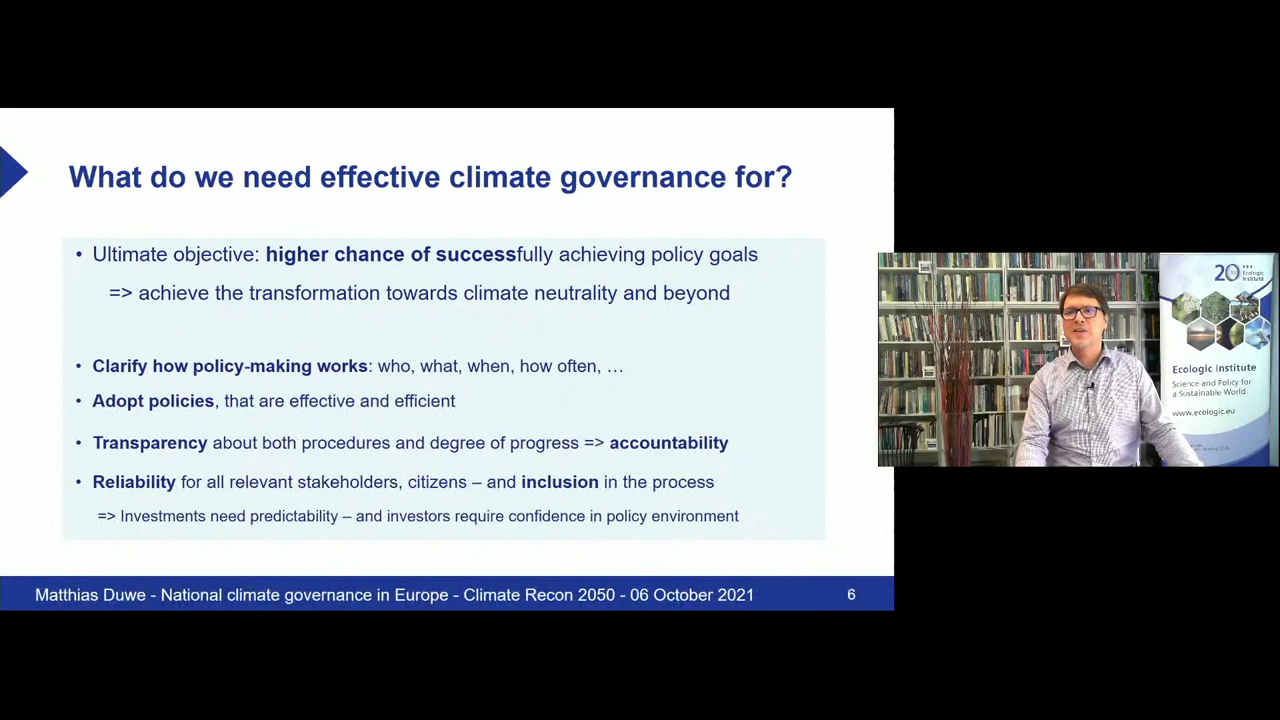 What do we need effective climate governance for?
• Ultimate objective: higher chance of successfully achieving policy goals
=> achieve the transformation towards climate neutrality and beyond
• Clarify how policy-making works: who, what, when, how often, …
• Adopt policies, that are effective and efficient
• Transparency about both procedures and degree of progress => accountability
• Reliability for all relevant stakeholders, citizens – and inclusion in the process
=> Investments need predictability – and investors require confidence in policy environment
Matthias Duwe - National climate governance in Europe - Climate Recon 2050 - 06 October 2021 6
20
Ecologic
Institute
Ecologic Institute
Science and Policy for
a Sustainable World
www.ecologic.eu